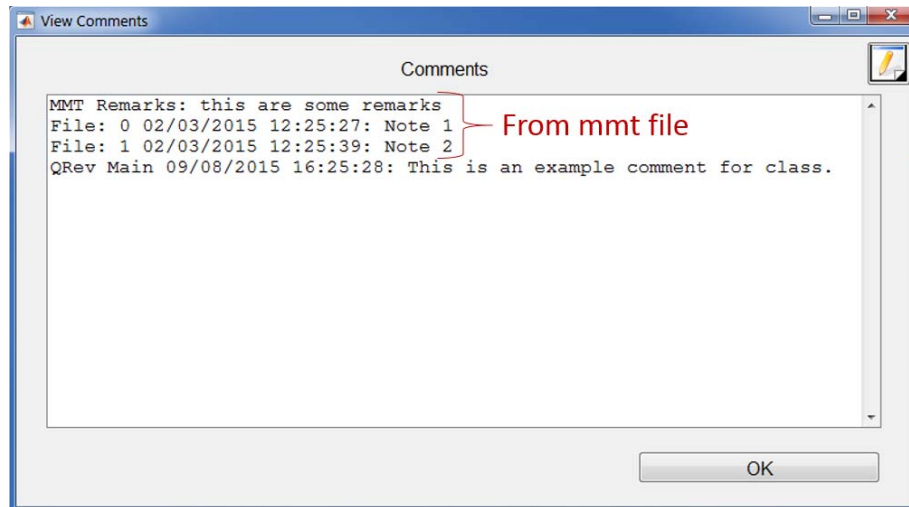 View Comments
Comments
MMT Remarks: this are some remarks
File: 0 02/03/2015 12:25:27: Note 1
File: 1 02/03/2015 12:25:39: Note 2
From mmt file
QRev Main 09/08/2015 16:25:28: This is an example comment for class.
OK